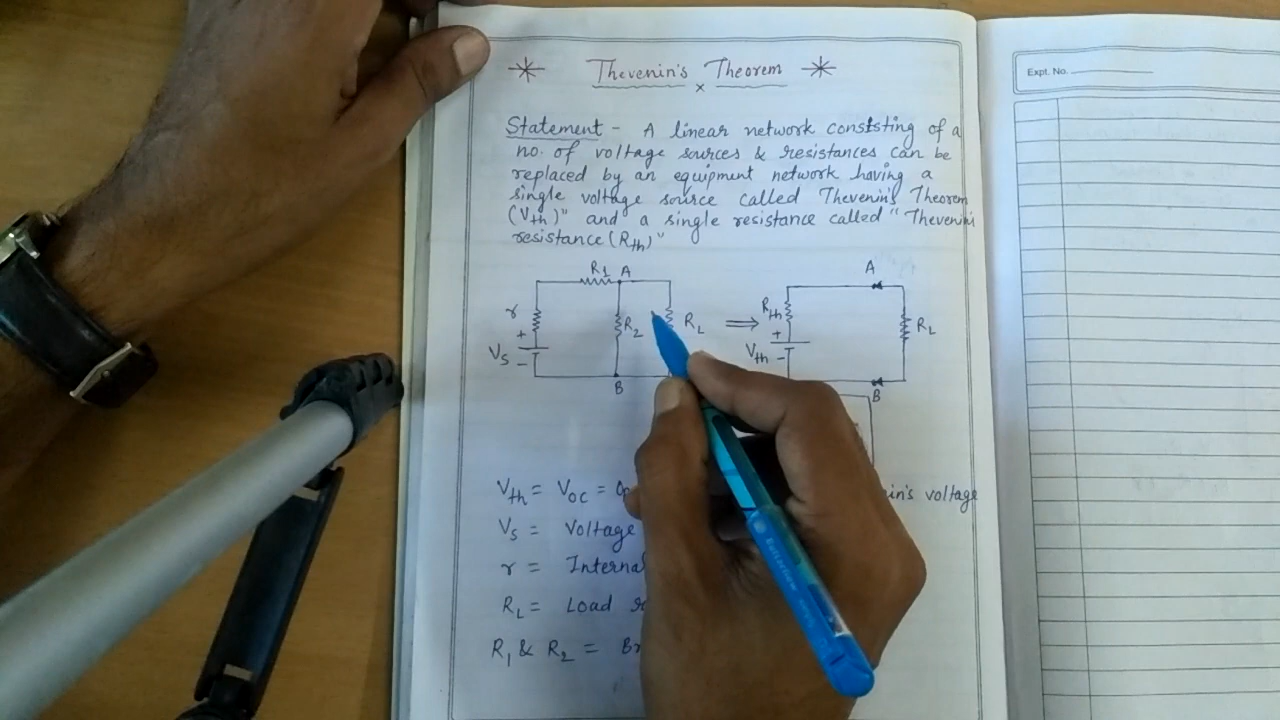 Thevenin's Theorem
Expt. No.
Statement - A linear network consisting of a
no. of voltage sources & resistances can be
replaced by an equipment network having a
single voltage source called Thevenin's Theorem
(Vth)" and a single resistance called "Thevenin's
resistance (Rth)"
R1 A
r
R2
RL
VS
+
-
B
A
Rth
RL
+
Vth -
B
Vth = VOC = in's voltage
VS = Voltage
r =
RL = Load
R1 & R2 =